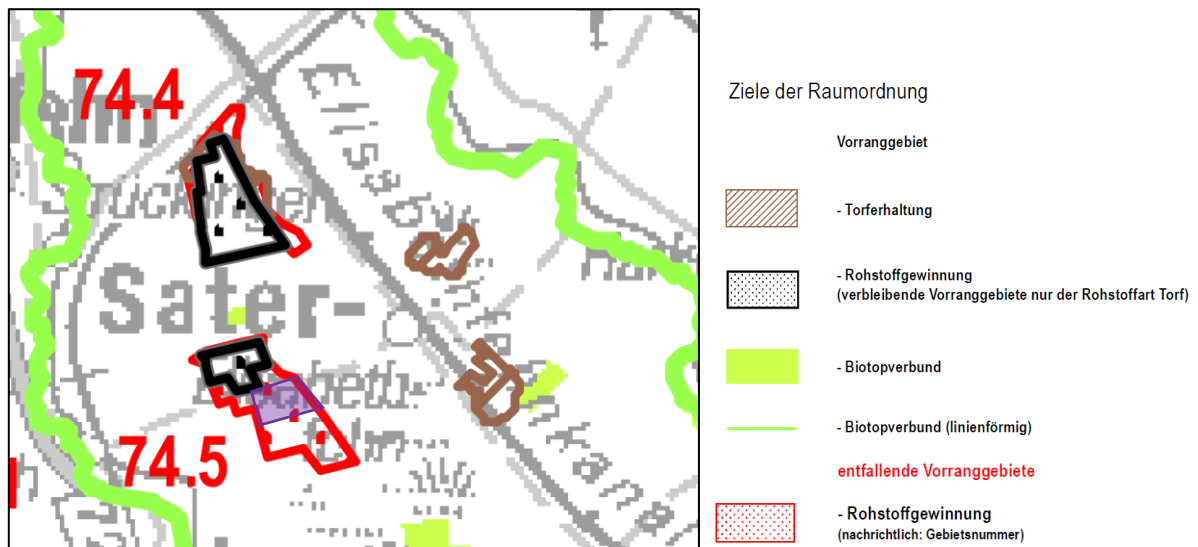 74.4
Sater-
74.5
Ziele der Raumordnung
Vorranggebiet
- Torferhaltung
- Rohstoffgewinnung
(verbleibende Vorranggebiete nur der Rohstoffart Torf)
- Biotopverbund
- Biotopverbund (linienförmig)
entfallende Vorranggebiete
- Rohstoffgewinnung
(nachrichtlich: Gebietsnummer)